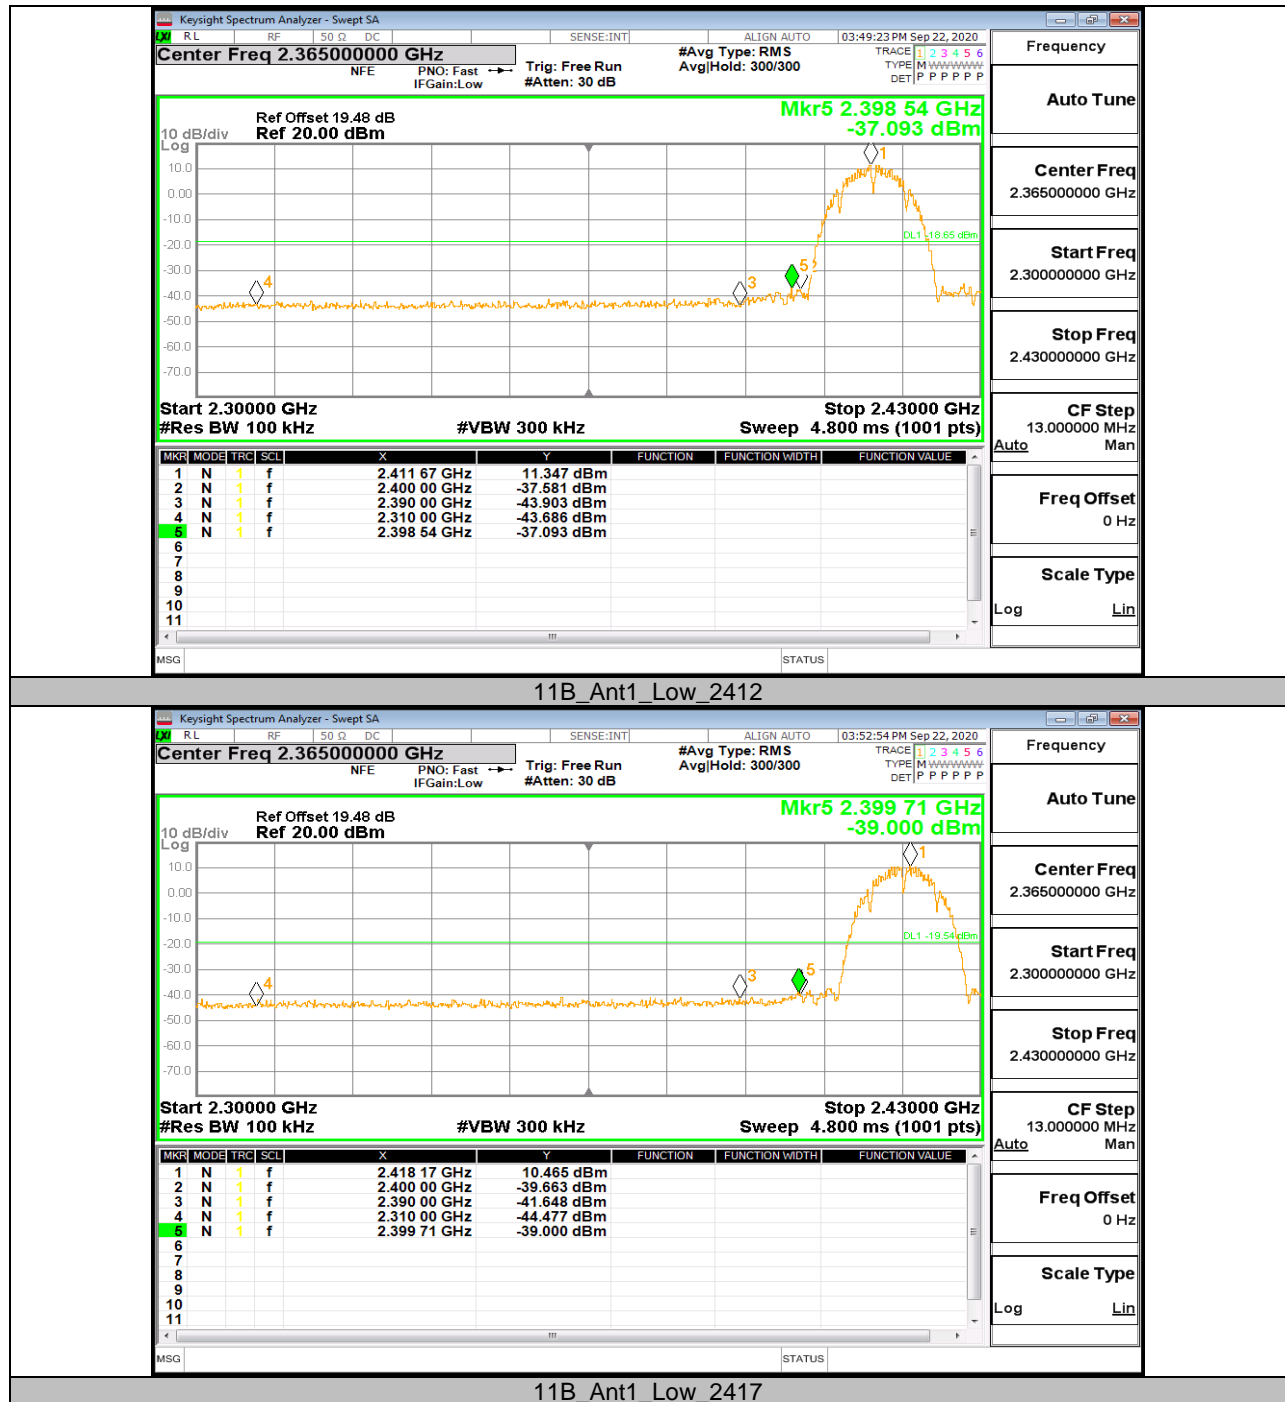 Keysight Spectrum Analyzer - Swept SA
LXI RL RF 50 Ω DC SENSE:INT ALIGN AUTO 03:49:23 PM Sep 22, 2020
Center Freq 2.365000000 GHz #Avg Type: RMS TRACE 1 2 3 4 5 6
NFE PNO: Fast Trig: Free Run Avg|Hold: 300/300 TYPE M WWWWW
IFGain:Low #Atten: 30 dB DET P P P P P P
Mkr5 2.398 54 GHz
Ref Offset 19.48 dB
10 dB/div Ref 20.00 dBm -37.093 dBm
Log
1
10.0
0.00
-10.0
DL1 -18.65 dBm
-20.0
5 2
-30.0
4 3
-40.0
-50.0
-60.0
-70.0
Start 2.30000 GHz Stop 2.43000 GHz
#Res BW 100 kHz #VBW 300 kHz Sweep 4.800 ms (1001 pts)
MKR MODE TRC SCL X Y FUNCTION FUNCTION WIDTH FUNCTION VALUE
1 N 1 f 2.411 67 GHz 11.347 dBm
2 N 1 f 2.400 00 GHz -37.581 dBm
3 N 1 f 2.390 00 GHz -43.903 dBm
4 N 1 f 2.310 00 GHz -43.686 dBm
5 N 1 f 2.398 54 GHz -37.093 dBm
6
7
8
9
10
11
MSG STATUS
Frequency
Auto Tune
Center Freq
2.365000000 GHz
Start Freq
2.300000000 GHz
Stop Freq
2.430000000 GHz
CF Step
13.000000 MHz
Auto Man
Freq Offset
0 Hz
Scale Type
Log Lin
11B_Ant1_Low_2412
Keysight Spectrum Analyzer - Swept SA
LXI RL RF 50 Ω DC SENSE:INT ALIGN AUTO 03:52:54 PM Sep 22, 2020
Center Freq 2.365000000 GHz #Avg Type: RMS TRACE 1 2 3 4 5 6
NFE PNO: Fast Trig: Free Run Avg|Hold: 300/300 TYPE M WWWWW
IFGain:Low #Atten: 30 dB DET P P P P P P
Mkr5 2.399 71 GHz
Ref Offset 19.48 dB
10 dB/div Ref 20.00 dBm -39.000 dBm
Log
1
10.0
0.00
-10.0
DL1 -19.54 dBm
-20.0
-30.0
4 3 5
-40.0
-50.0
-60.0
-70.0
Start 2.30000 GHz Stop 2.43000 GHz
#Res BW 100 kHz #VBW 300 kHz Sweep 4.800 ms (1001 pts)
MKR MODE TRC SCL X Y FUNCTION FUNCTION WIDTH FUNCTION VALUE
1 N 1 f 2.418 17 GHz 10.465 dBm
2 N 1 f 2.400 00 GHz -39.663 dBm
3 N 1 f 2.390 00 GHz -41.648 dBm
4 N 1 f 2.310 00 GHz -44.477 dBm
5 N 1 f 2.399 71 GHz -39.000 dBm
6
7
8
9
10
11
MSG STATUS
Frequency
Auto Tune
Center Freq
2.365000000 GHz
Start Freq
2.300000000 GHz
Stop Freq
2.430000000 GHz
CF Step
13.000000 MHz
Auto Man
Freq Offset
0 Hz
Scale Type
Log Lin
11B_Ant1_Low_2417